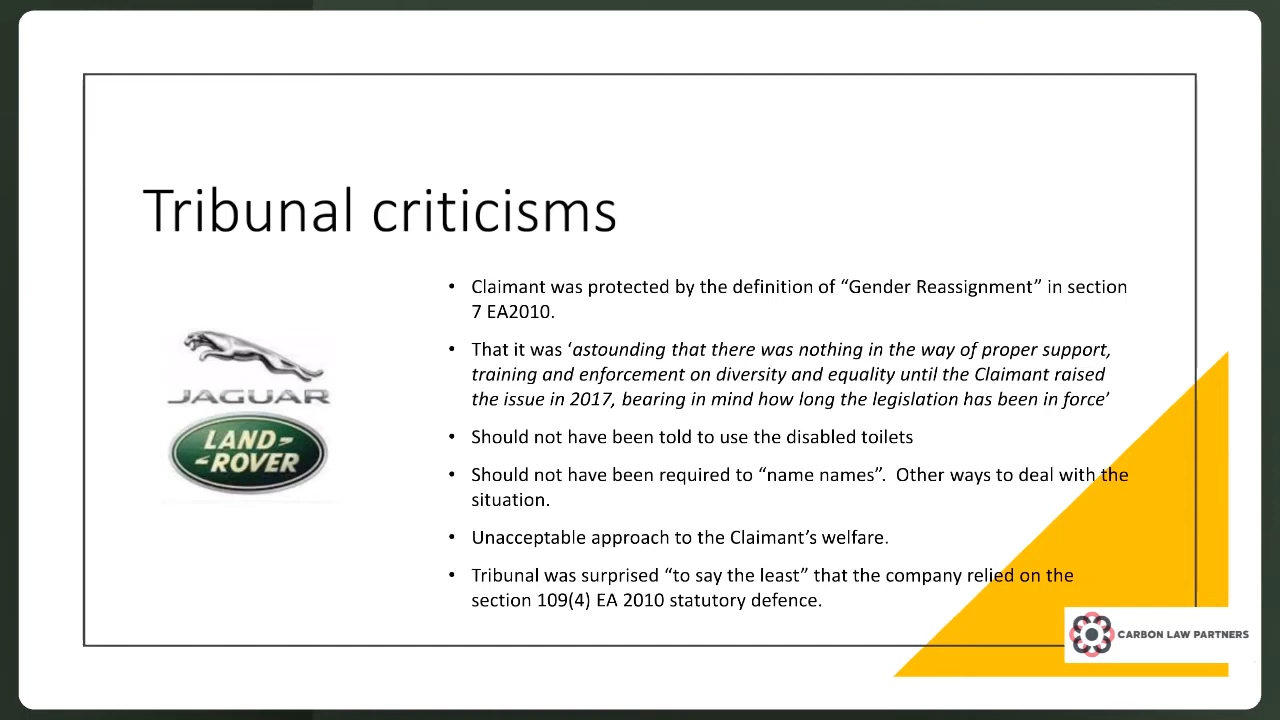 Tribunal criticisms
• Claimant was protected by the definition of “Gender Reassignment” in section
7 EA2010.
• That it was ‘astounding that there was nothing in the way of proper support,
training and enforcement on diversity and equality until the Claimant raised
the issue in 2017, bearing in mind how long the legislation has been in force’
• Should not have been told to use the disabled toilets
• Should not have been required to “name names”.  Other ways to deal with the
situation.
• Unacceptable approach to the Claimant’s welfare.
• Tribunal was surprised “to say the least” that the company relied on the
section 109(4) EA 2010 statutory defence.
JAGUAR
LAND-
-ROVER
CARBON LAW PARTNERS